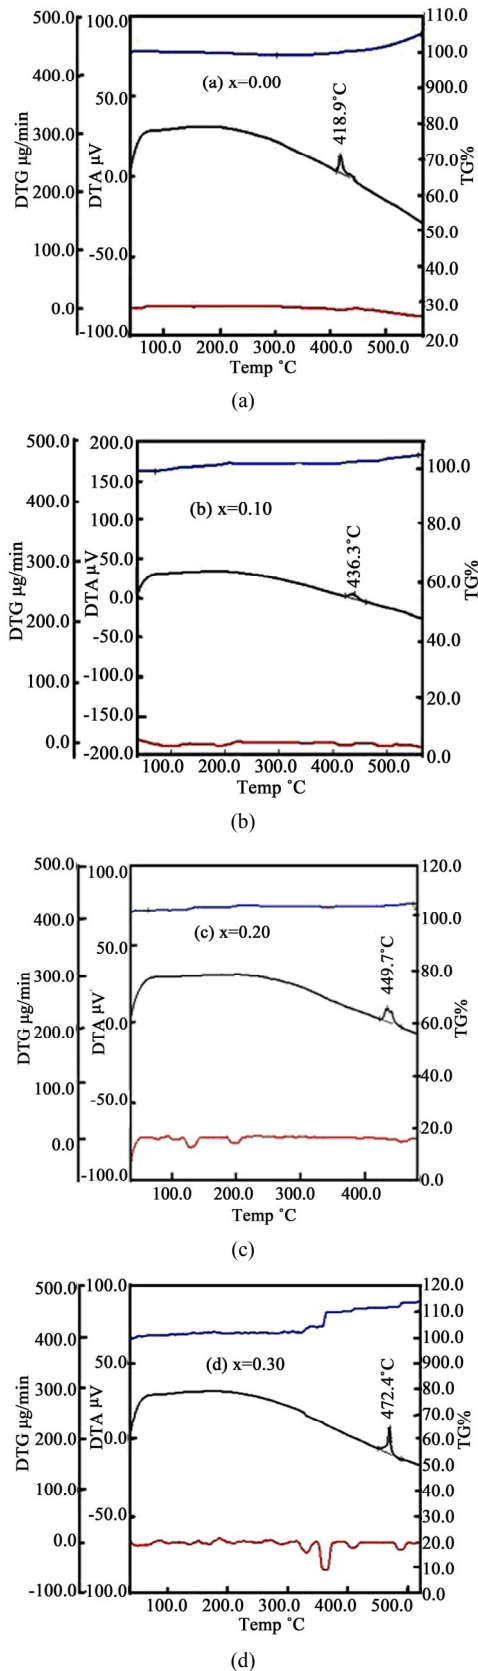 500.0
400.0
300.0
200.0
100.0
0.0
DTG µg/min
100.0
50.0
0.0
-50.0
-100.0
DTA µV
(a) x=0.00
418.9˚C
110.0
100.0
900.0
80.0
70.0
60.0
50.0
40.0
30.0
20.0
TG%
100.0 200.0 300.0 400.0 500.0
Temp ˚C
(a)
500.0
400.0
300.0
200.0
100.0
0.0
DTG µg/min
200.0
150.0
100.0
50.0
0.0
-50.0
-100.0
-150.0
-200.0
DTA µV
(b) x=0.10
436.3˚C
100.0
80.0
60.0
40.0
20.0
0.0
TG%
100.0 200.0 300.0 400.0 500.0
Temp ˚C
(b)
500.0
400.0
300.0
200.0
100.0
0.0
DTG µg/min
100.0
50.0
0.0
-50.0
-100.0
DTA µV
(c) x=0.20
449.7˚C
120.0
100.0
80.0
60.0
40.0
20.0
0.0
TG%
100.0 200.0 300.0 400.0
Temp ˚C
(c)
500.0
400.0
300.0
200.0
100.0
0.0
-100.0
DTG µg/min
100.0
50.0
0.0
-50.0
-100.0
DTA µV
(d) x=0.30
472.4˚C
120.0
110.0
100.0
900.0
80.0
70.0
60.0
50.0
40.0
30.0
20.0
10.0
0.0
TG%
100.0 200.0 300.0 400.0 500.0
Temp ˚C
(d)